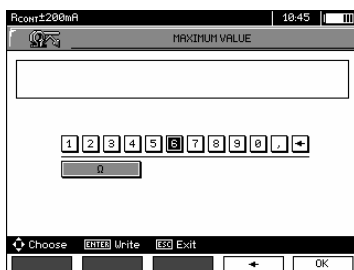 RCONT±200mA 10:45
MAXIMUM VALUE
1 2 3 4 5 6 7 8 9 0 , ←
Ω
Choose ENTER Write ESC Exit
← OK